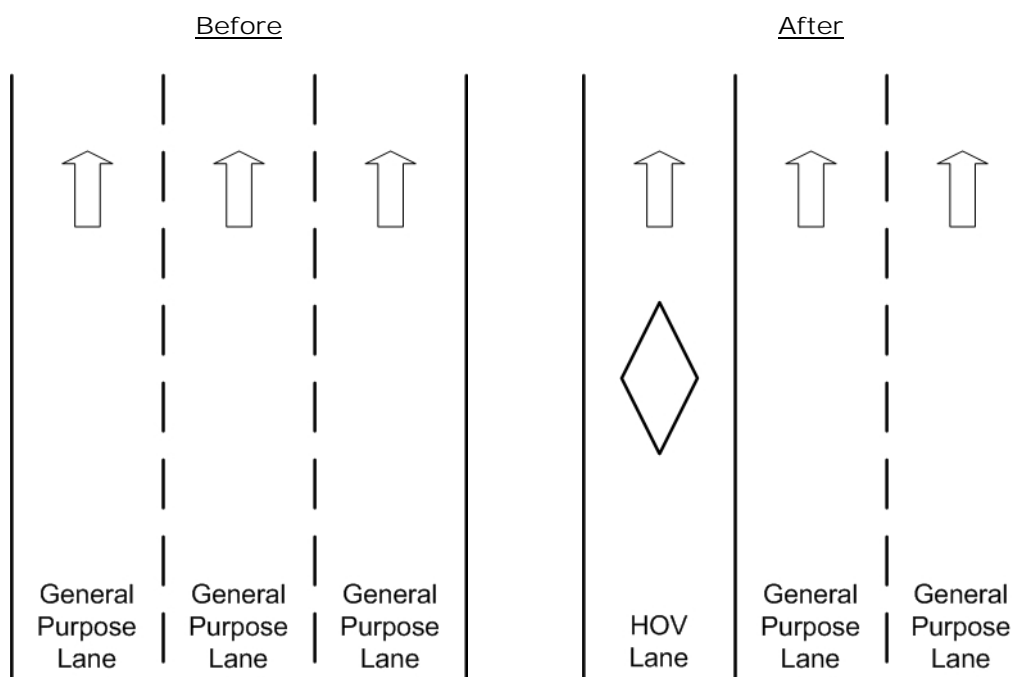 Before
After
General
Purpose
Lane
General
Purpose
Lane
General
Purpose
Lane
HOV
Lane
General
Purpose
Lane
General
Purpose
Lane